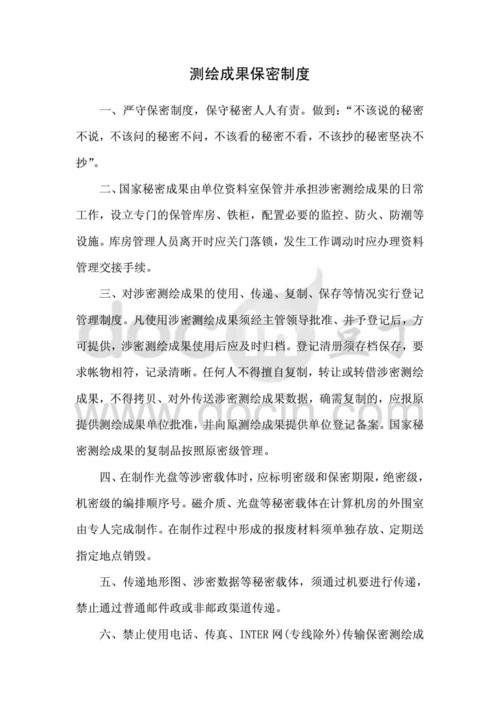 测绘成果保密制度
一、严守保密制度，保守秘密人人有责。做到：“不该说的秘密
不说，不该问的秘密不问，不该看的秘密不看，不该抄的秘密坚决不
抄”。
二、国家秘密成果由单位资料室保管并承担涉密测绘成果的日常
工作，设立专门的保管库房、铁柜，配置必要的监控、防火、防潮等
设施。库房管理人员离开时应关门落锁，发生工作调动时应办理资料
管理交接手续。
三、对涉密测绘成果的使用、传递、复制、保存等情况实行登记
管理制度。凡使用涉密测绘成果须经主管领导批准、并予登记后，方
可提供，涉密测绘成果使用后应及时归档。登记清册须存档保存，要
求帐物相符，记录清晰。任何人不得擅自复制，转让或转借涉密测绘
成果，不得拷贝、对外传送涉密测绘成果数据，确需复制的，应报原
提供测绘成果单位批准，并向原测绘成果提供单位登记备案。国家秘
密测绘成果的复制品按照原密级管理。
四、在制作光盘等涉密载体时，应标明密级和保密期限，绝密级，
机密级的编排顺序号。磁介质、光盘等秘密载体在计算机房的外围室
由专人完成制作。在制作过程中形成的报废材料须单独存放、定期送
指定地点销毁。
五、传递地形图、涉密数据等秘密载体，须通过机要进行传递，
禁止通过普通邮件政或非邮政渠道传递。
六、禁止使用电话、传真、INTER 网(专线除外)传输保密测绘成
docin 豆丁
www.docin.com